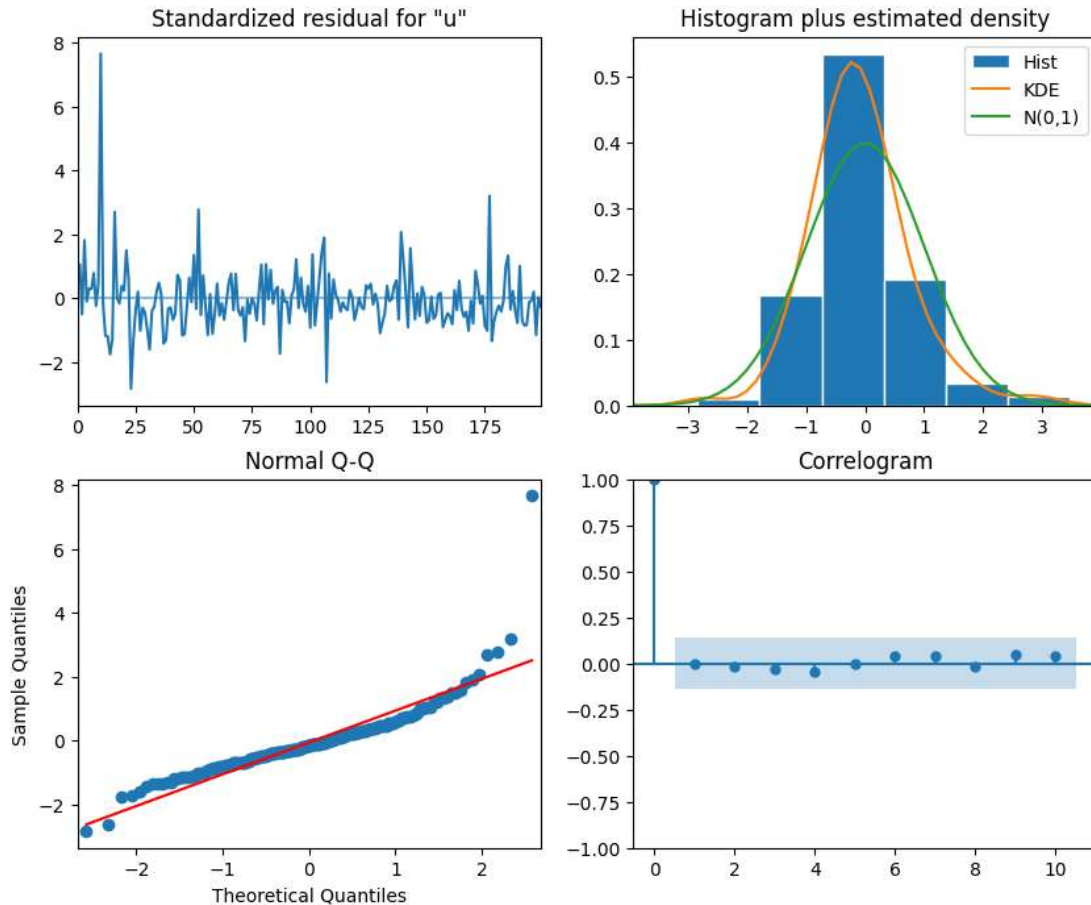 Standardized residual for "u"
8
6
4
2
0
−2
0 25 50 75 100 125 150 175
Histogram plus estimated density
Hist
KDE
N(0,1)
0.5
0.4
0.3
0.2
0.1
0.0
−3 −2 −1 0 1 2 3
Normal Q-Q
Sample Quantiles
8
6
4
2
0
−2
−2 −1 0 1 2
Theoretical Quantiles
Correlogram
1.00
0.75
0.50
0.25
0.00
−0.25
−0.50
−0.75
−1.00
0 2 4 6 8 10